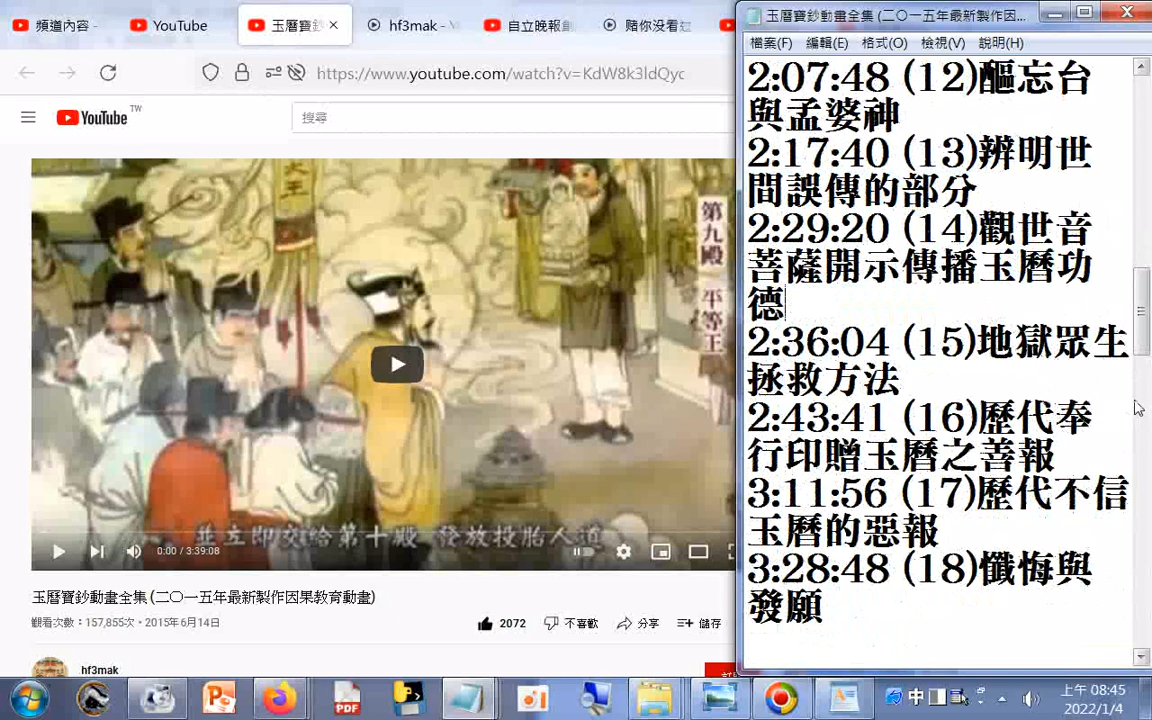 頻道內容 -
YouTube
玉曆寶鈔
hf3mak - Y
自立晚報
賭你没看
https://www.youtube.com/watch?v=KdW8k3ldQyc
YouTube TW
搜尋
大王
第九殿 平等王
並立即交給第十殿 發放投胎人道
0:00 / 3:39:08
玉曆寶鈔動畫全集 (二〇一五年最新製作因果教育動畫)
觀看次數:157,855次・2015年6月14日
2072
不喜歡
分享
儲存
hf3mak
玉曆寶鈔動畫全集 (二〇一五年最新製作因...
檔案(F) 編輯(E) 格式(O) 檢視(V) 說明(H)
2:07:48 (12)醧忘台
與孟婆神
2:17:40 (13)辨明世
間誤傳的部分
2:29:20 (14)觀世音
菩薩開示傳播玉曆功
德
2:36:04 (15)地獄眾生
拯救方法
2:43:41 (16)歷代奉
行印贈玉曆之善報
3:11:56 (17)歷代不信
玉曆的惡報
3:28:48 (18)懺悔與
發願
PDF
中
上午 08:45
2022/1/4